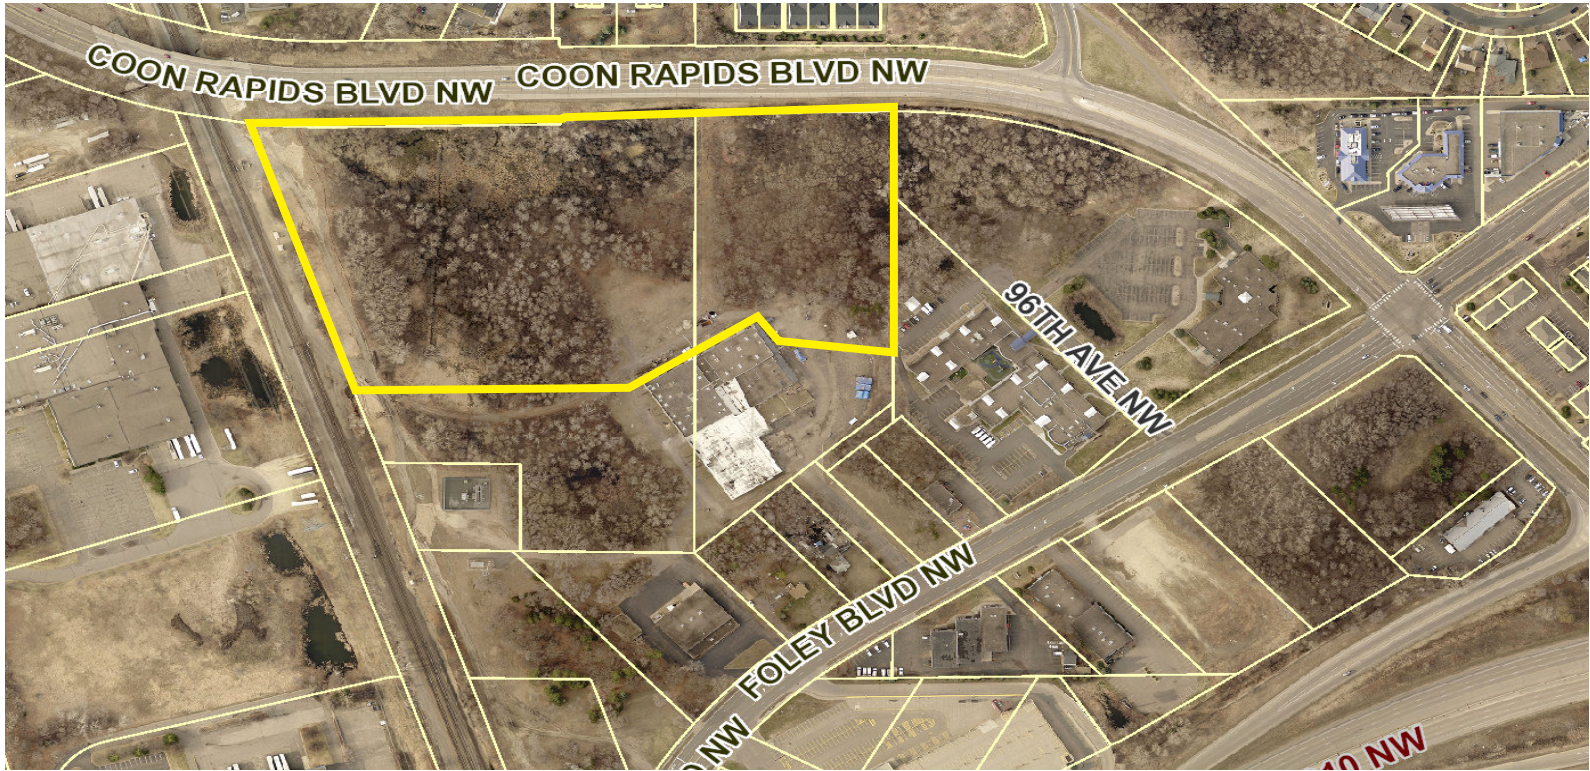 COON RAPIDS BLVD NW
COON RAPIDS BLVD NW
96TH AVE NW
FOLEY BLVD NW
NW
10 NW